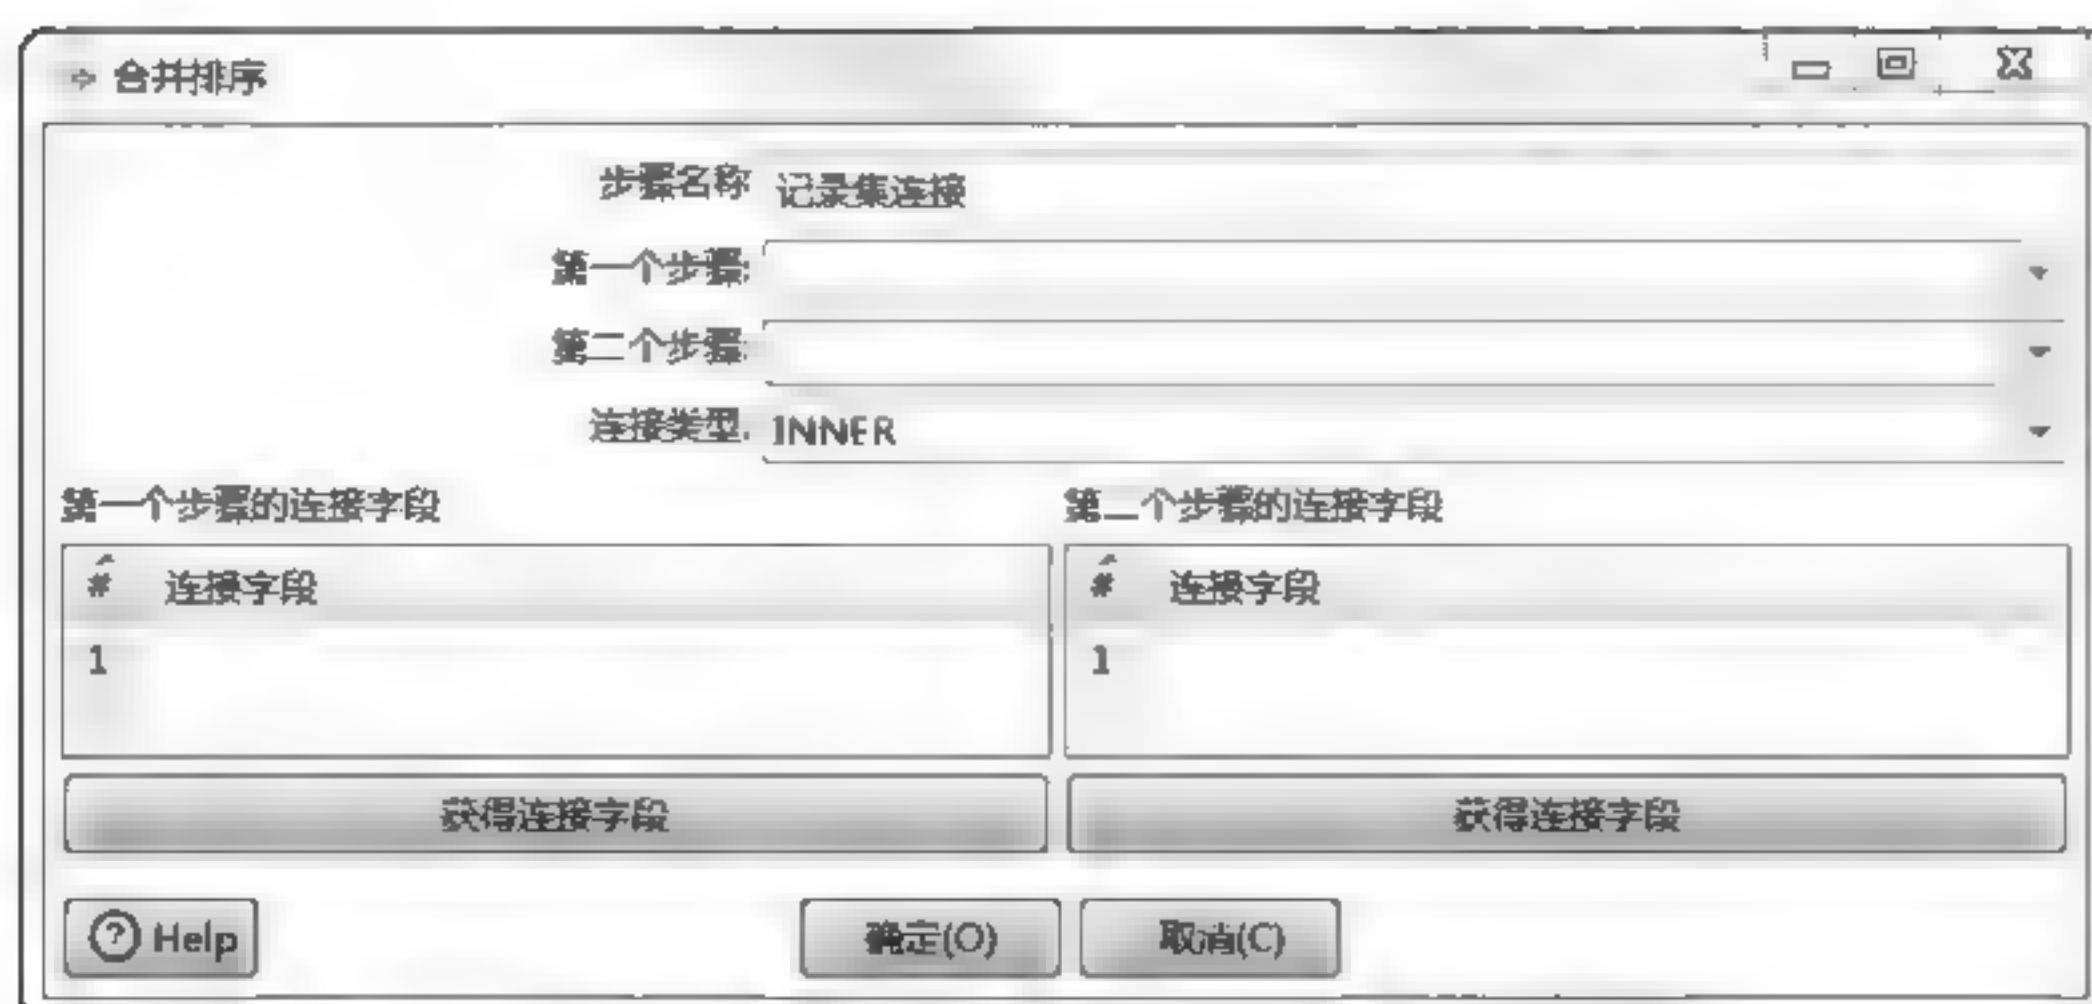 合并排序
步骤名称 记录集连接
第一个步骤:
第二个步骤:
连接类型: INNER
第一个步骤的连接字段 第二个步骤的连接字段
# 连接字段 # 连接字段
1 1
获得连接字段 获得连接字段
Help 确定(O) 取消(C)